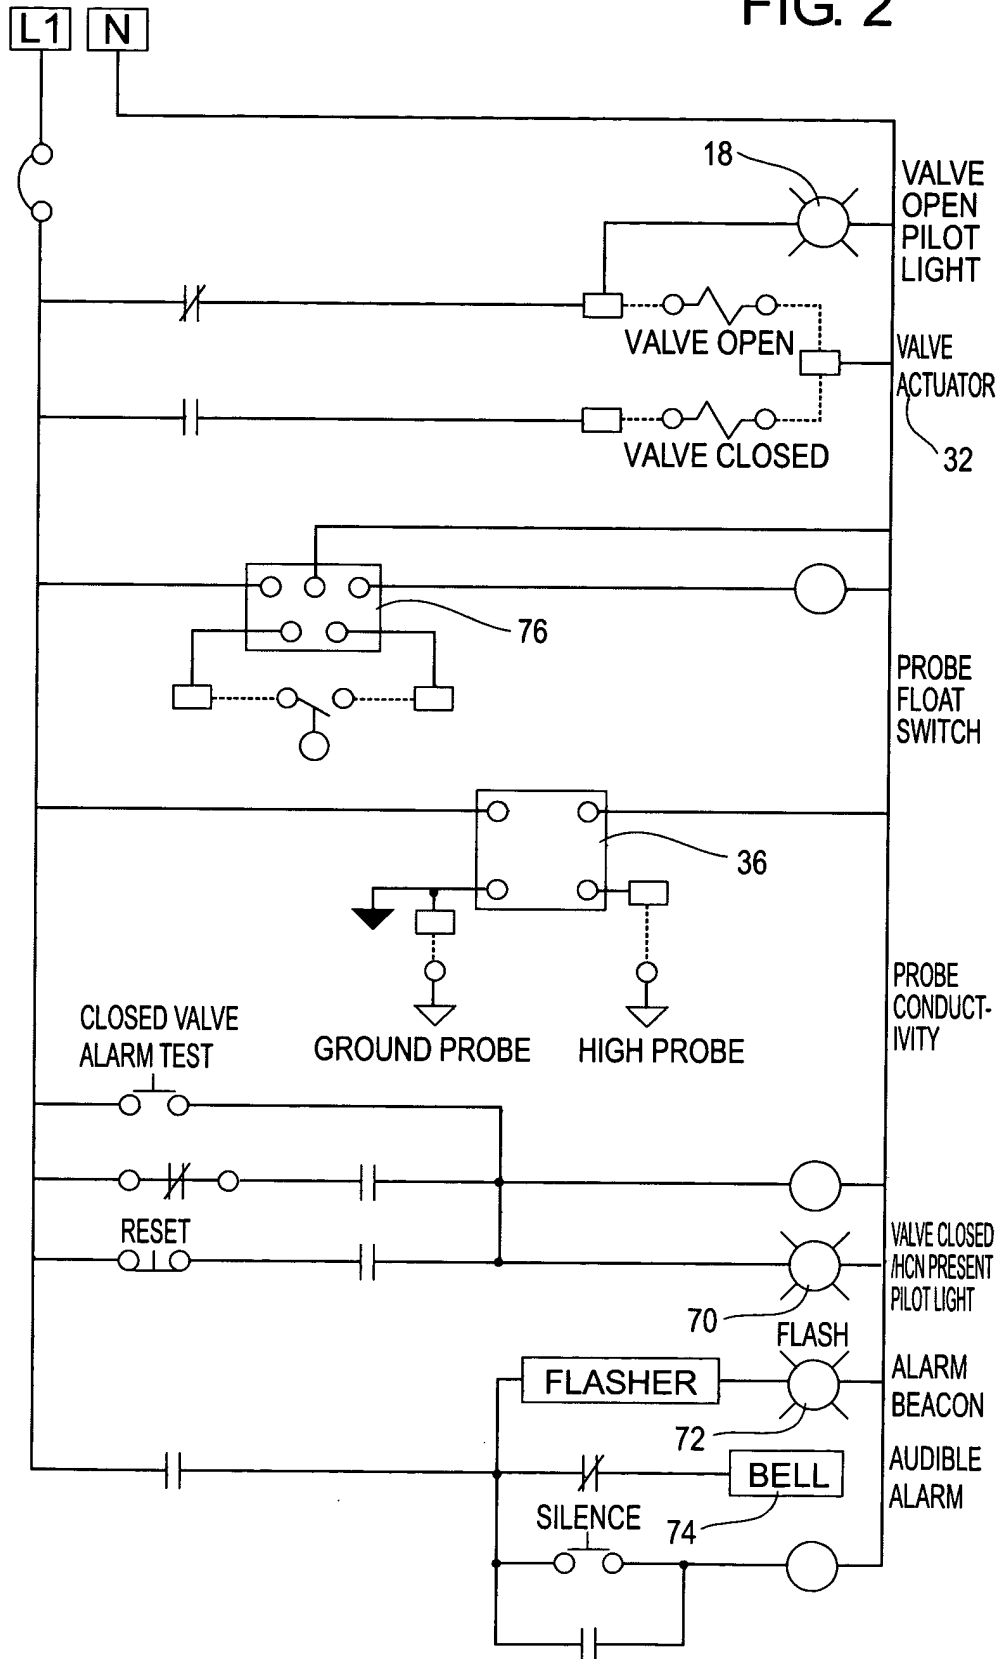 FIG. 2
L1 N
18
VALVE
OPEN
PILOT
LIGHT
VALVE OPEN
VALVE
ACTUATOR
VALVE CLOSED
32
76
PROBE
FLOAT
SWITCH
36
PROBE
CONDUCT-
IVITY
CLOSED VALVE
ALARM TEST
GROUND PROBE
HIGH PROBE
RESET
VALVE CLOSED
/HCN PRESENT
PILOT LIGHT
70
FLASH
FLASHER
ALARM
BEACON
72
BELL
AUDIBLE
ALARM
SILENCE
74